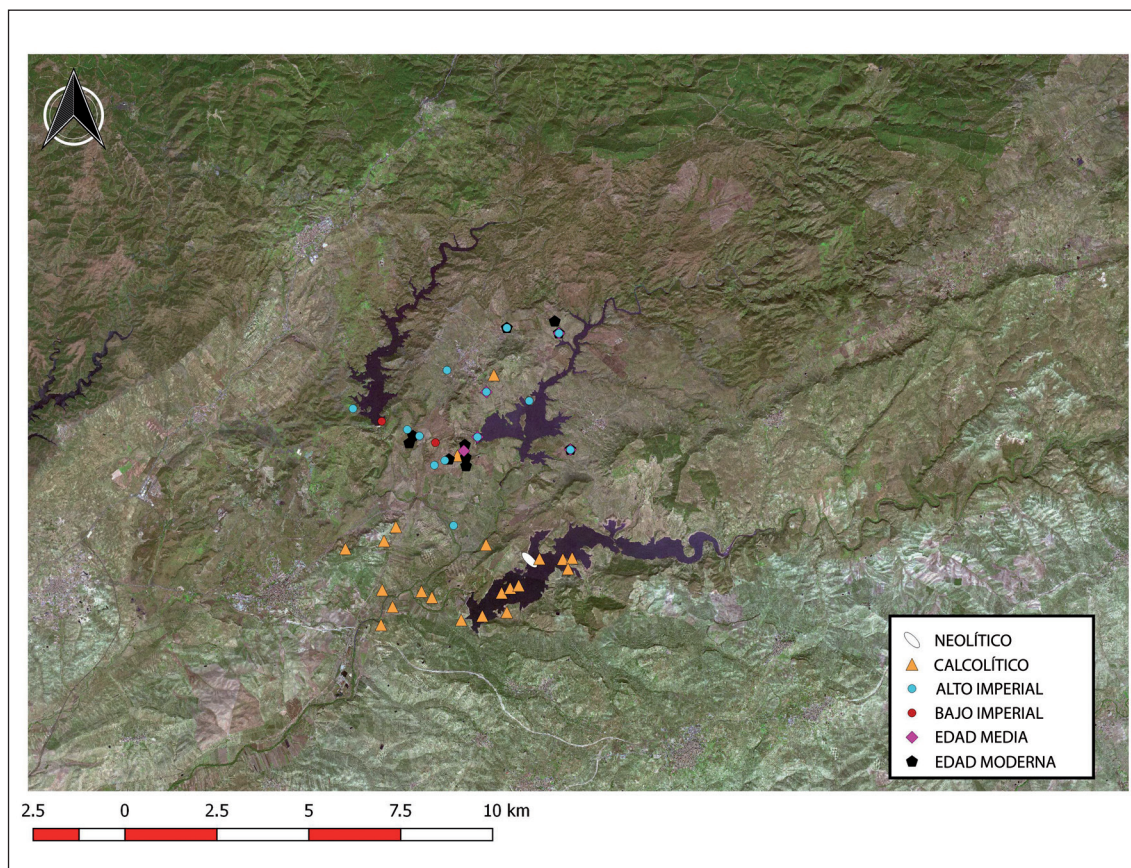 NEOLÍTICO
CALCOLÍTICO
ALTO IMPERIAL
BAJO IMPERIAL
EDAD MEDIA
EDAD MODERNA
2.5 0 2.5 5 7.5 10 km